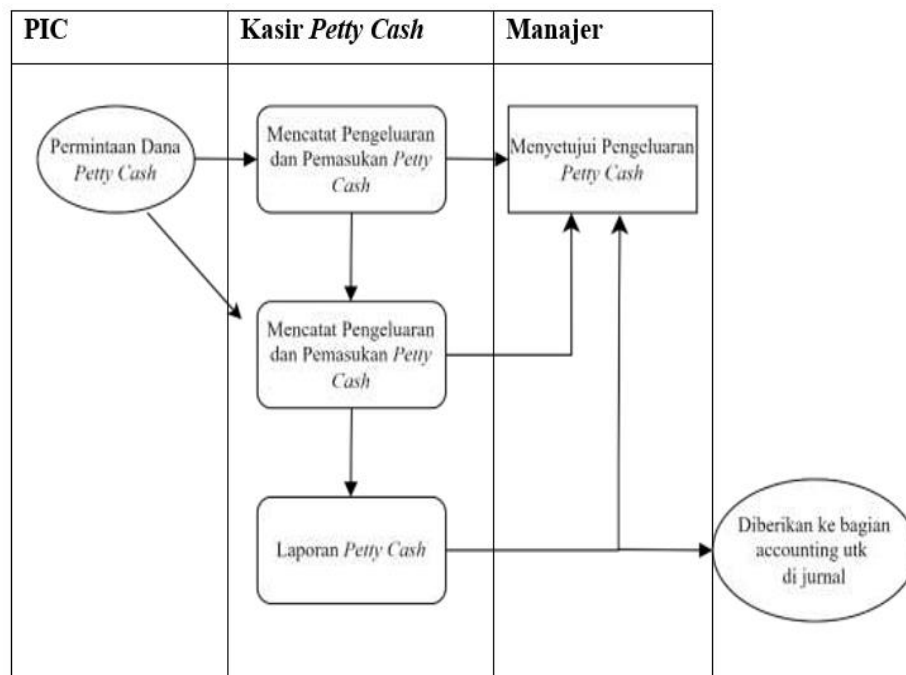 PIC
Kasir Petty Cash
Manajer
Permintaan Dana
Petty Cash
Mencatat Pengeluaran
dan Pemasukan Petty
Cash
Menyetujui Pengeluaran
Petty Cash
Mencatat Pengeluaran
dan Pemasukan Petty
Cash
Laporan Petty Cash
Diberikan ke bagian
accounting utk
di jurnal